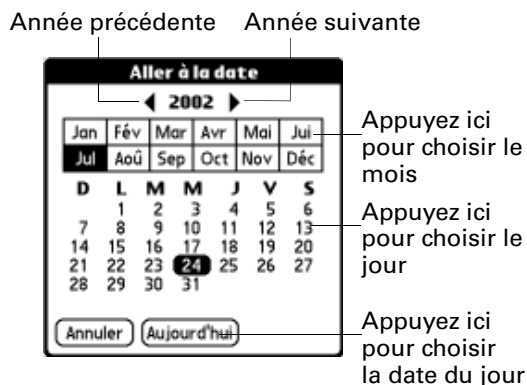 Année précédente
Année suivante
Aller à la date
2002
Jan Fév Mar Avr Mai Jui
Jul Aoû Sep Oct Nov Déc
Appuyez ici
pour choisir le
mois
D L M M J V S
1 2 3 4 5 6
7 8 9 10 11 12 13
14 15 16 17 18 19 20
21 22 23 24 25 26 27
28 29 30 31
Appuyez ici
pour choisir le
jour
Annuler Aujourd'hui
Appuyez ici
pour choisir
la date du jour